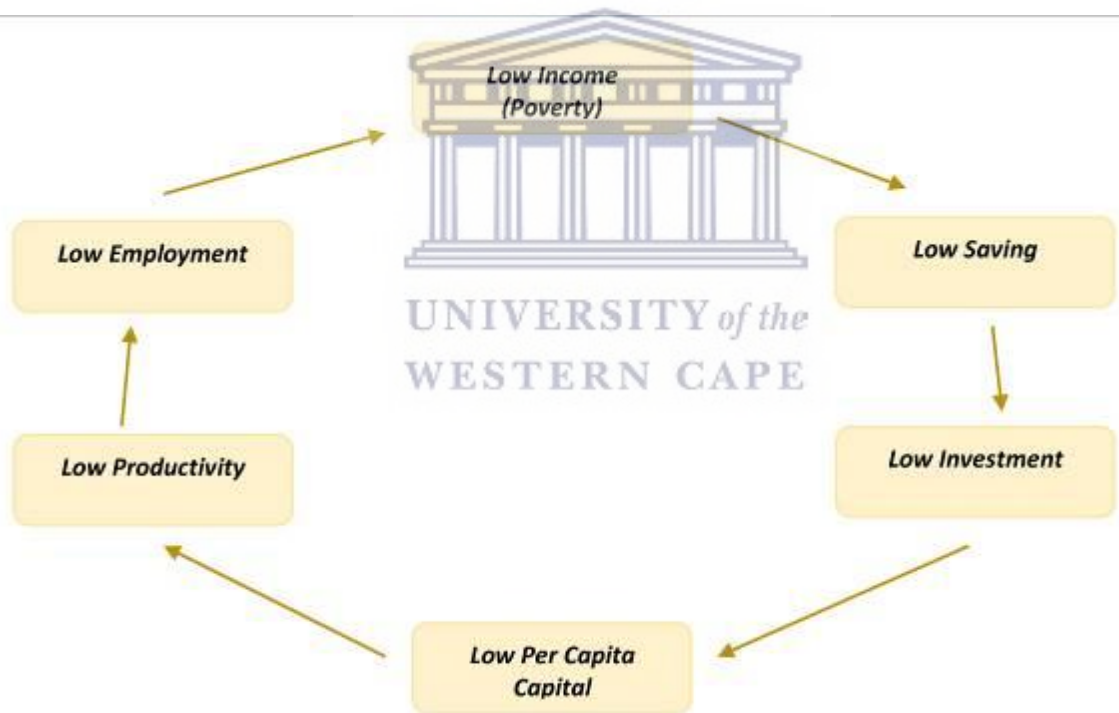 Low Income
(Poverty)
Low Employment
Low Saving
UNIVERSITY of the
WESTERN CAPE
Low Productivity
Low Investment
Low Per Capita
Capital